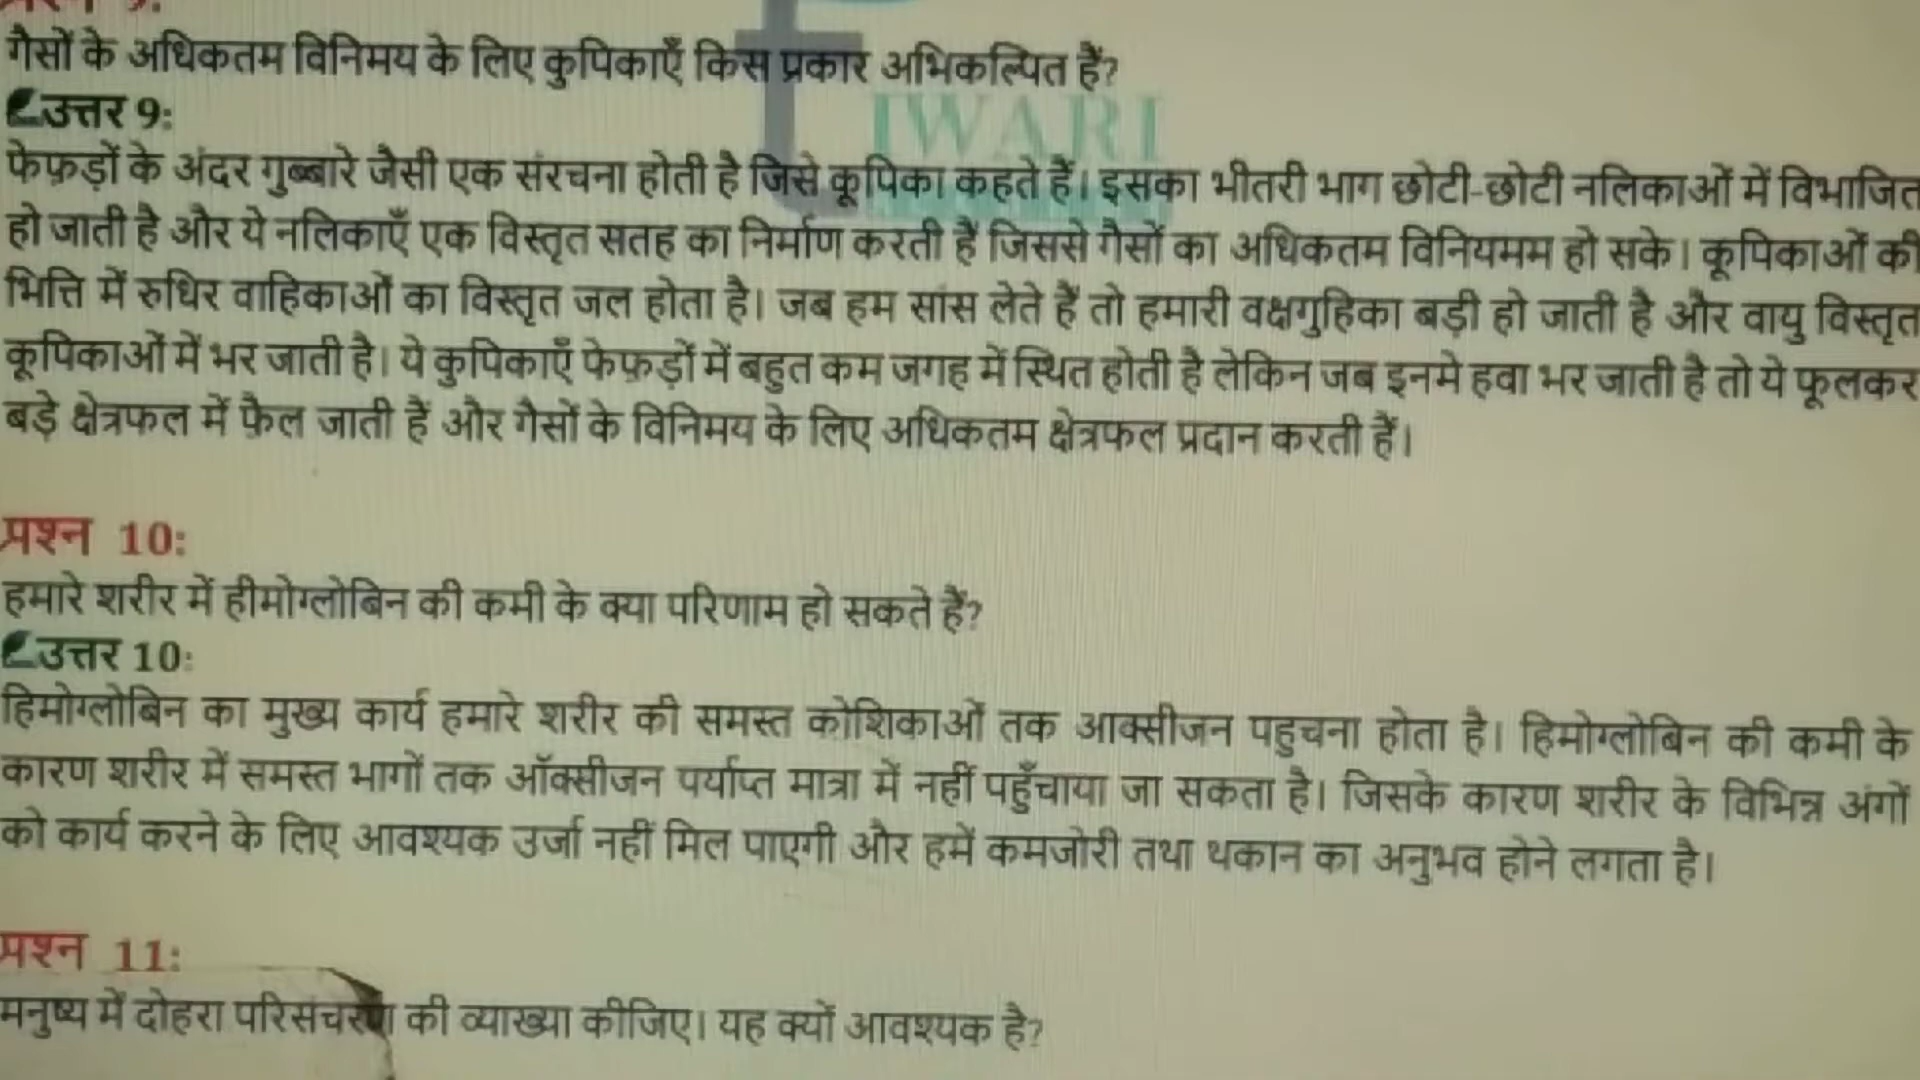 गैसों के अधिकतम विनिमय के लिए कुपिकाएँ किस प्रकार अभिकल्पित हैं?
उत्तर 9:
IWARI
फेफ़ड़ों के अंदर गुब्बारे जैसी एक संरचना होती है जिसे कूपिका कहते हैं। इसका भीतरी भाग छोटी-छोटी नलिकाओं में विभाजित
हो जाती है और ये नलिकाएँ एक विस्तृत सतह का निर्माण करती हैं जिससे गैसों का अधिकतम विनियमम हो सके। कूपिकाओं की
भित्ति में रुधिर वाहिकाओं का विस्तृत जल होता है। जब हम सांस लेते हैं तो हमारी वक्षगुहिका बड़ी हो जाती है और वायु विस्तृत
कूपिकाओं में भर जाती है। ये कुपिकाएँ फेफ़ड़ों में बहुत कम जगह में स्थित होती है लेकिन जब इनमे हवा भर जाती है तो ये फूलकर
बड़े क्षेत्रफल में फ़ैल जाती हैं और गैसों के विनिमय के लिए अधिकतम क्षेत्रफल प्रदान करती हैं।
प्रश्न 10:
हमारे शरीर में हीमोग्लोबिन की कमी के क्या परिणाम हो सकते हैं?
उत्तर 10:
हिमोग्लोबिन का मुख्य कार्य हमारे शरीर की समस्त कोशिकाओं तक आक्सीजन पहुचना होता है। हिमोग्लोबिन की कमी के
कारण शरीर में समस्त भागों तक ऑक्सीजन पर्याप्त मात्रा में नहीं पहुँचाया जा सकता है। जिसके कारण शरीर के विभिन्न अंगों
को कार्य करने के लिए आवश्यक उर्जा नहीं मिल पाएगी और हमें कमजोरी तथा थकान का अनुभव होने लगता है।
प्रश्न 11:
मनुष्य में दोहरा परिसंचरण की व्याख्या कीजिए। यह क्यों आवश्यक है?